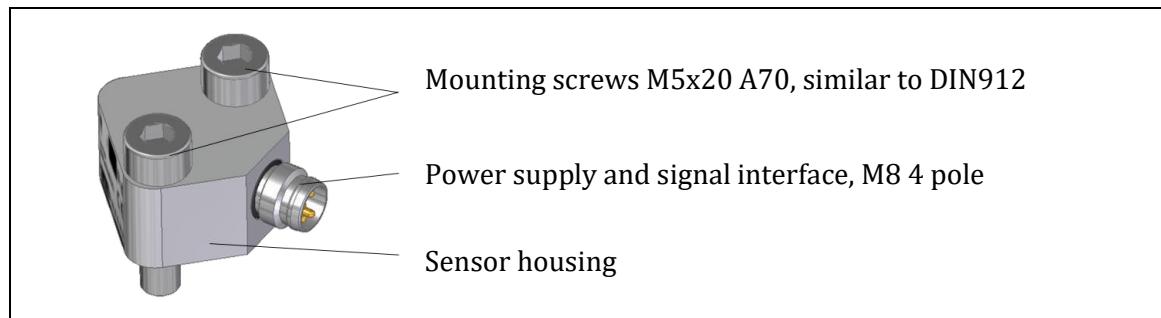 Mounting screws M5x20 A70, similar to DIN912
Power supply and signal interface, M8 4 pole
Sensor housing